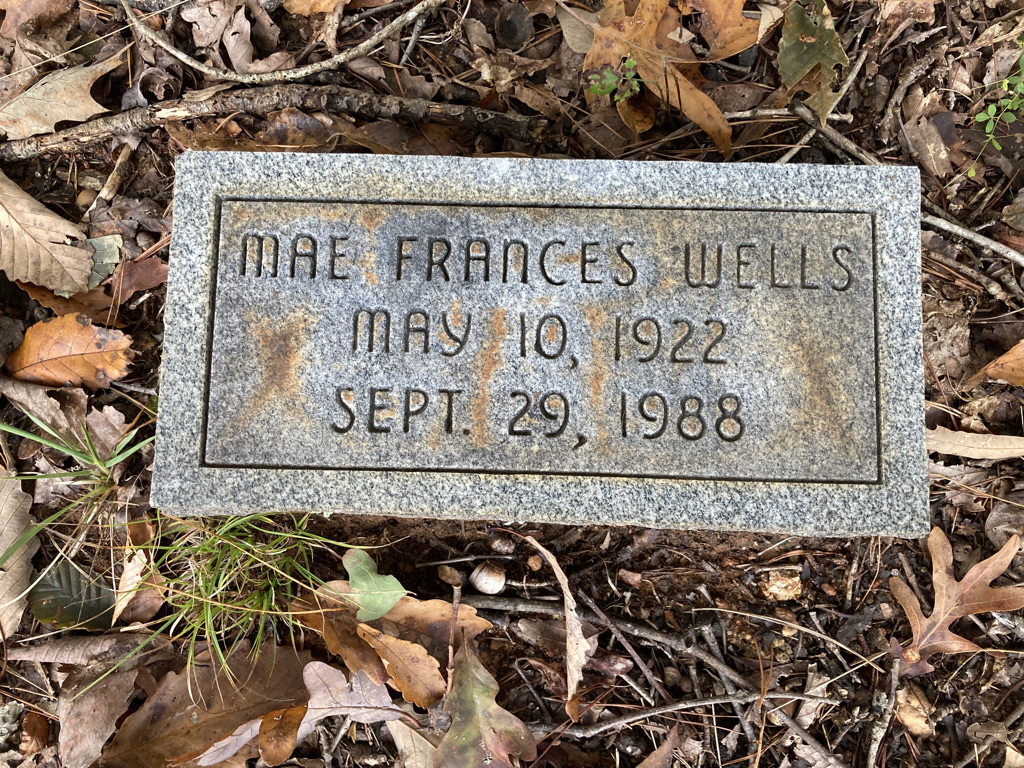 MAE FRANCES WELLS
MAY 10, 1922
SEPT. 29, 1988